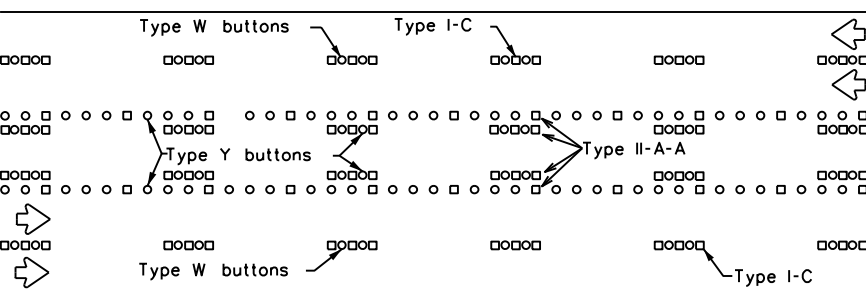 Type W buttons
Type I-C
Type Y buttons
Type II-A-A
Type W buttons
Type I-C